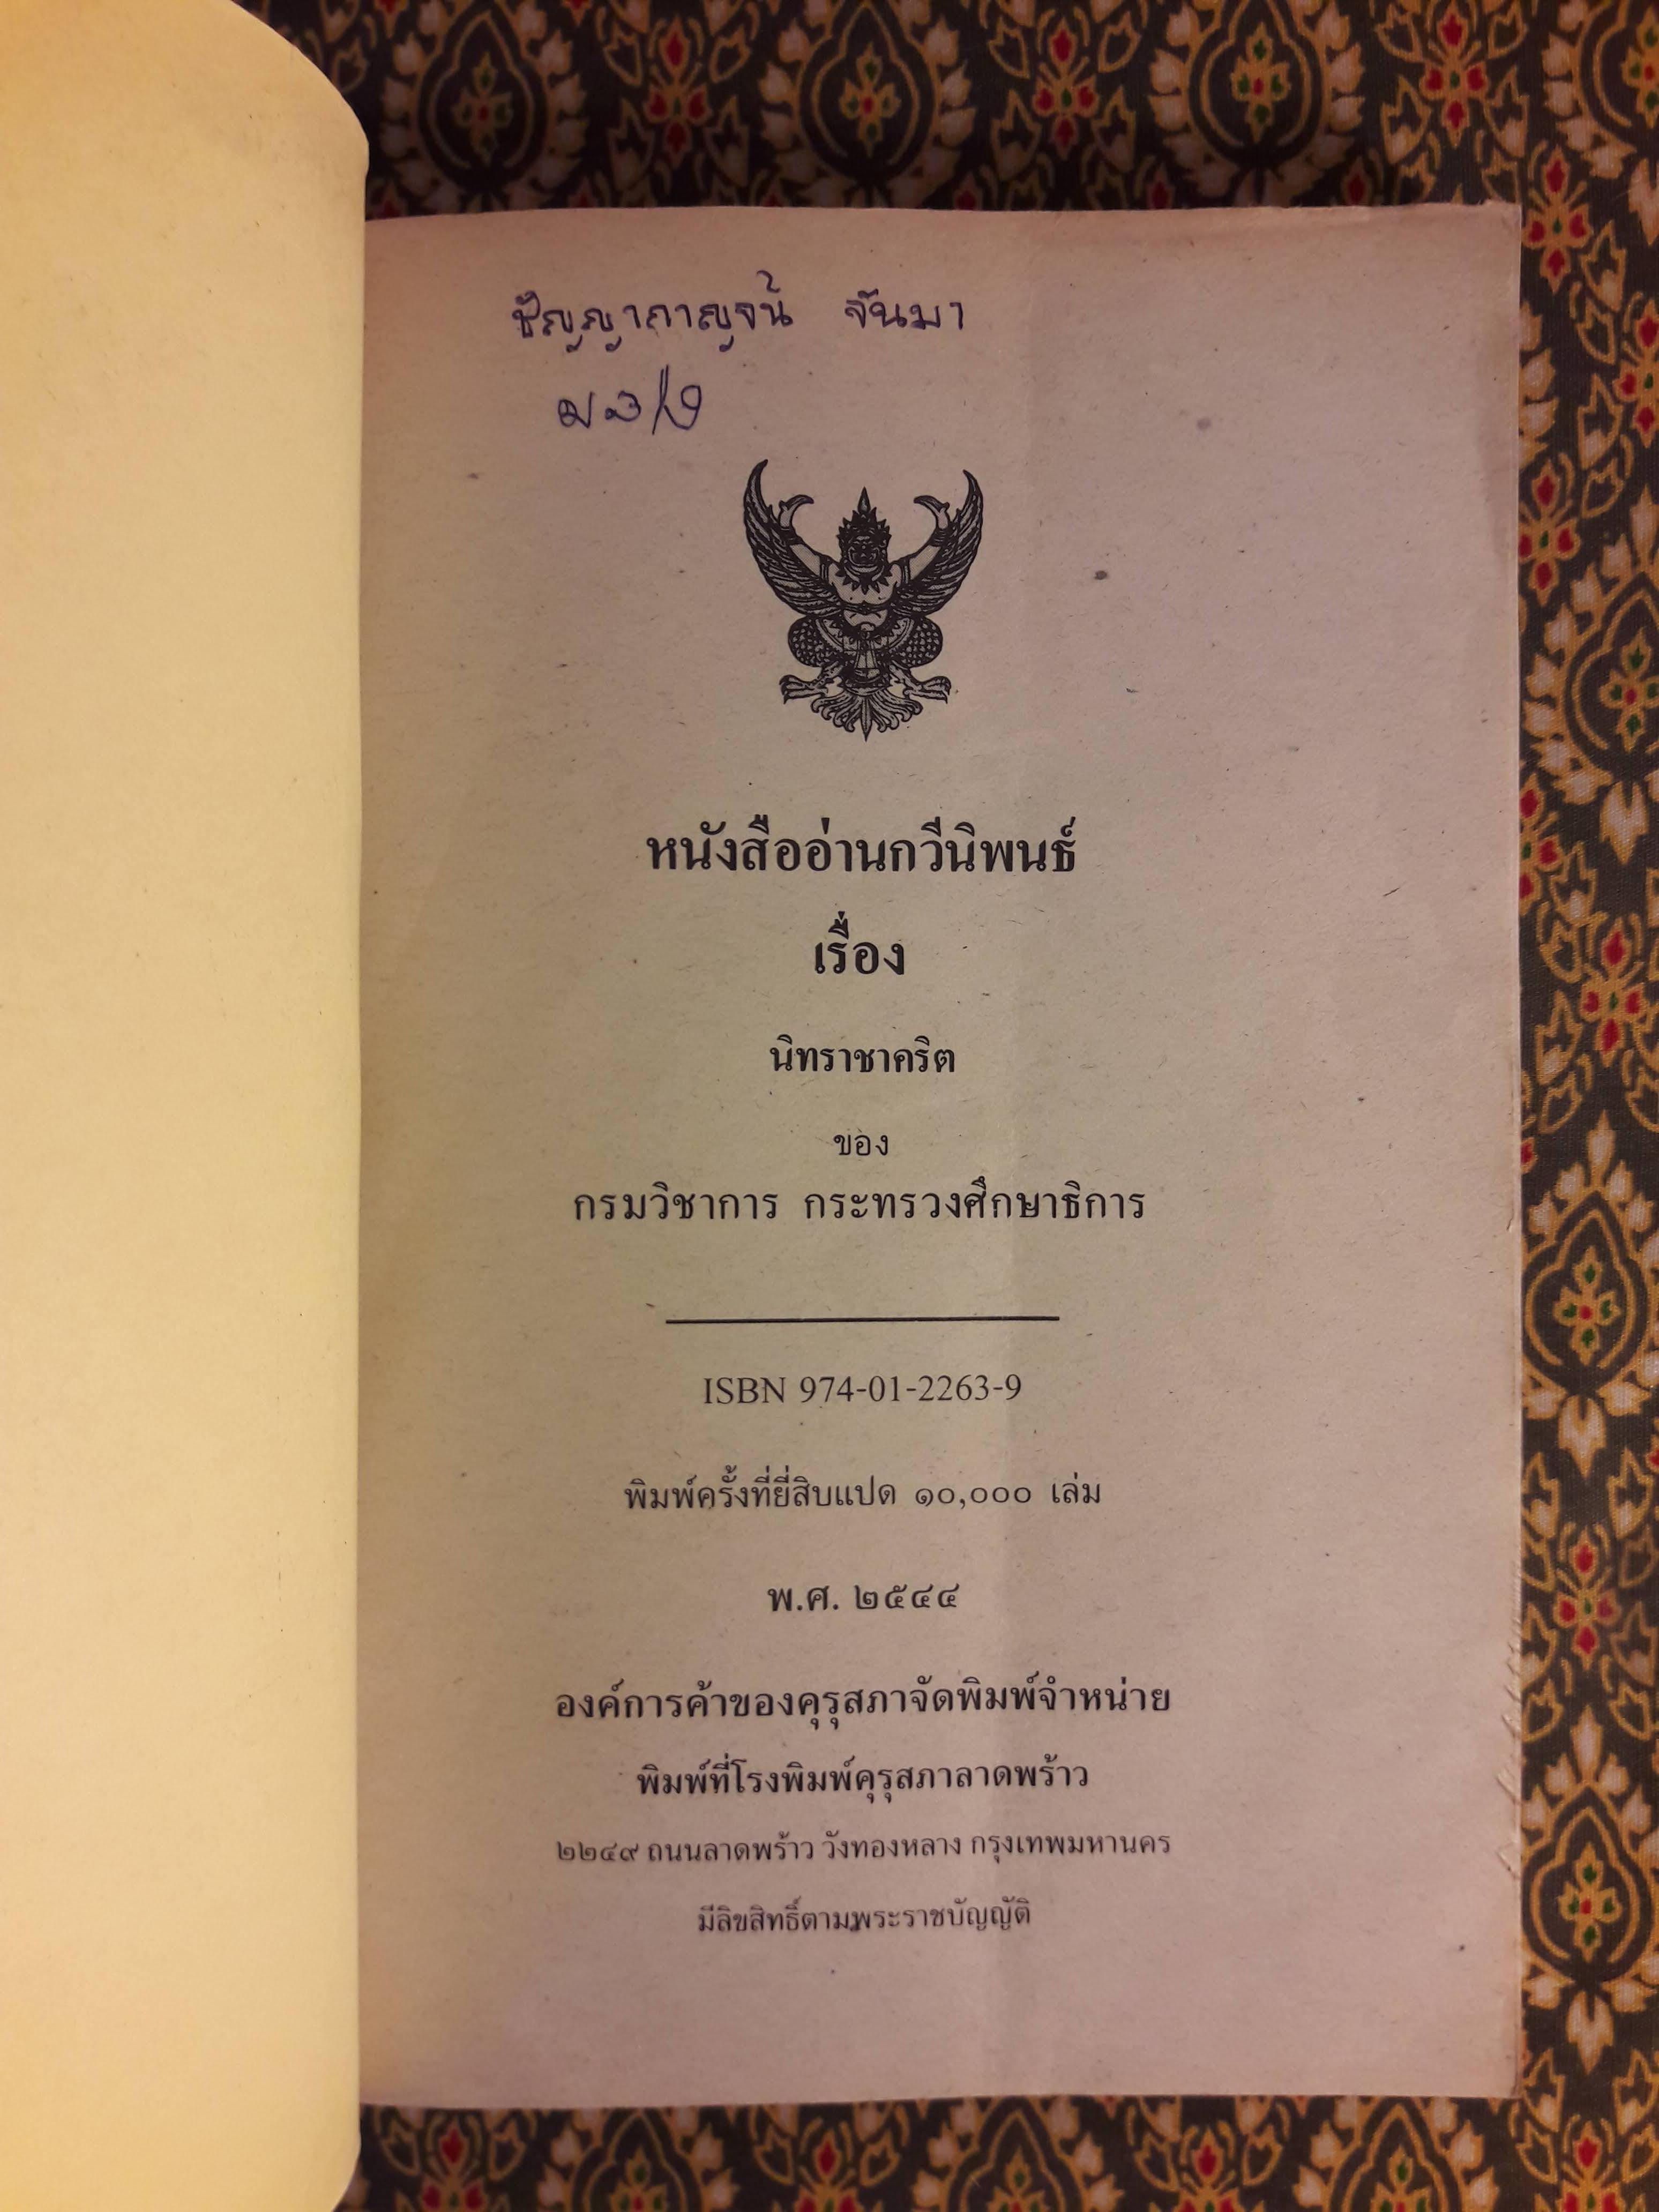 ชัญญากาญจน์ จันมา
ม ๓/๖
หนังสืออ่านกวีนิพนธ์
เรื่อง
นิทราชาคริต
ของ
กรมวิชาการ กระทรวงศึกษาธิการ
ISBN 974-01-2263-9
พิมพ์ครั้งที่ยี่สิบแปด ๑๐,๐๐๐ เล่ม
พ.ศ. ๒๕๔๔
องค์การค้าของคุรุสภาจัดพิมพ์จำหน่าย
พิมพ์ที่โรงพิมพ์คุรุสภาลาดพร้าว
๒๒๔๙ ถนนลาดพร้าว วังทองหลาง กรุงเทพมหานคร
มีลิขสิทธิ์ตามพระราชบัญญัติ